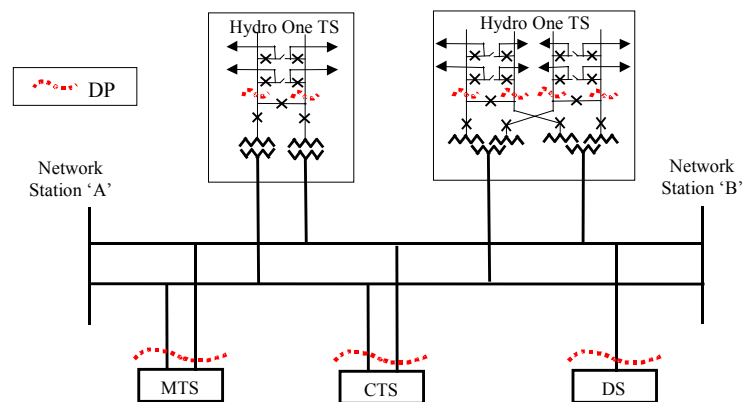 Hydro One TS
Hydro One TS
DP
Network
Station ‘A’
Network
Station ‘B’
MTS
CTS
DS